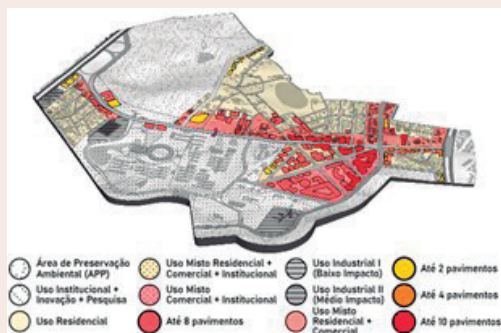 Área de Preservação
Ambiental (APP)
Uso Institucional +
Inovação + Pesquisa
Uso Residencial
Uso Misto Residencial +
Comercial + Institucional
Uso Misto
Comercial + Institucional
Até 8 pavimentos
Uso Industrial I
(Baixo Impacto)
Uso Industrial II
(Médio Impacto)
Uso Misto
Residencial +
Comercial
Até 2 pavimentos
Até 4 pavimentos
Até 10 pavimentos